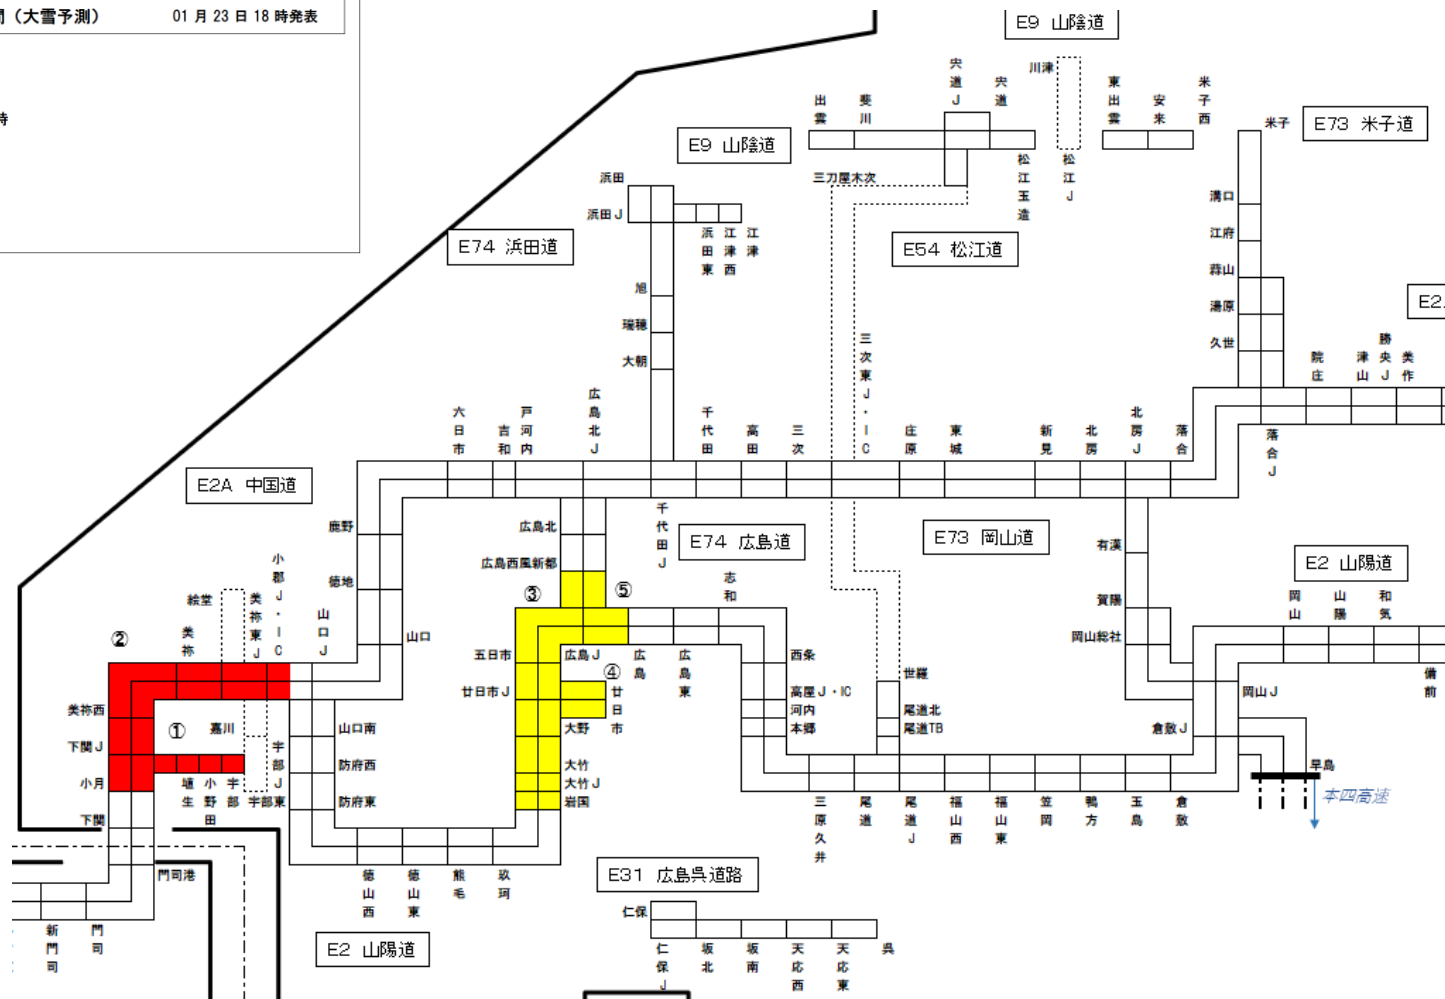 間（大雪予測）
01 月 23 日 18 時発表
時
E9 山陰道
川津
宍道J
宍道
出雲
斐川
東出雲
安来
米子西
米子
E73 米子道
E9 山陰道
浜田
三刀屋木次
松江玉造
松江J
溝口
浜田J
江府
浜田東
江津西
江津
E74 浜田道
E54 松江道
蒜山
旭
湯原
E2
瑞穂
久世
大朝
三次東J・IC
院庄
津山
勝央J
美作
六日市
吉和
戸河内
広島北J
千代田
高田
三次
庄原
東城
新見
北房
北房J
落合
落合J
E2A 中国道
鹿野
広島北
千代田J
E74 広島道
E73 岡山道
有漢
E2 山陽道
小郡J・IC
広島西風新都
徳地
③
⑤
志和
賀陽
岡山
山陽
和気
絵堂
美祢東J
山口J
②
美祢
山口
岡山総社
五日市
広島J
広島
広島東
西条
④
世羅
備前
廿日市J
廿日市
高屋J・IC
岡山J
美祢西
河内
尾道北
①
嘉川
山口南
大野
本郷
尾道TB
倉敷J
下関J
宇部J
防府西
大竹
早島
小月
埴生
小野田
宇部
大竹J
本四高速
宇部東
防府東
岩国
下関
三原久井
尾道
尾道J
福山西
福山東
笠岡
鴨方
玉島
倉敷
門司港
徳山西
徳山東
熊毛
玖珂
E31 広島呉道路
仁保
新門司
門司
E2 山陽道
仁保J
坂北
坂南
天応西
天応東
呉